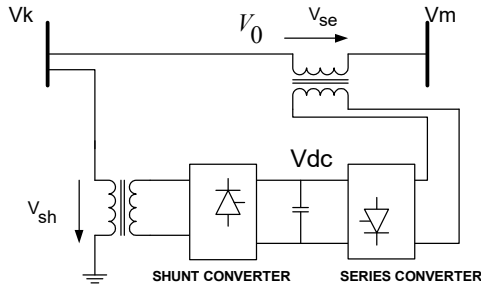 Vk
V0
Vse
Vm
Vdc
Vsh
SHUNT CONVERTER
SERIES CONVERTER